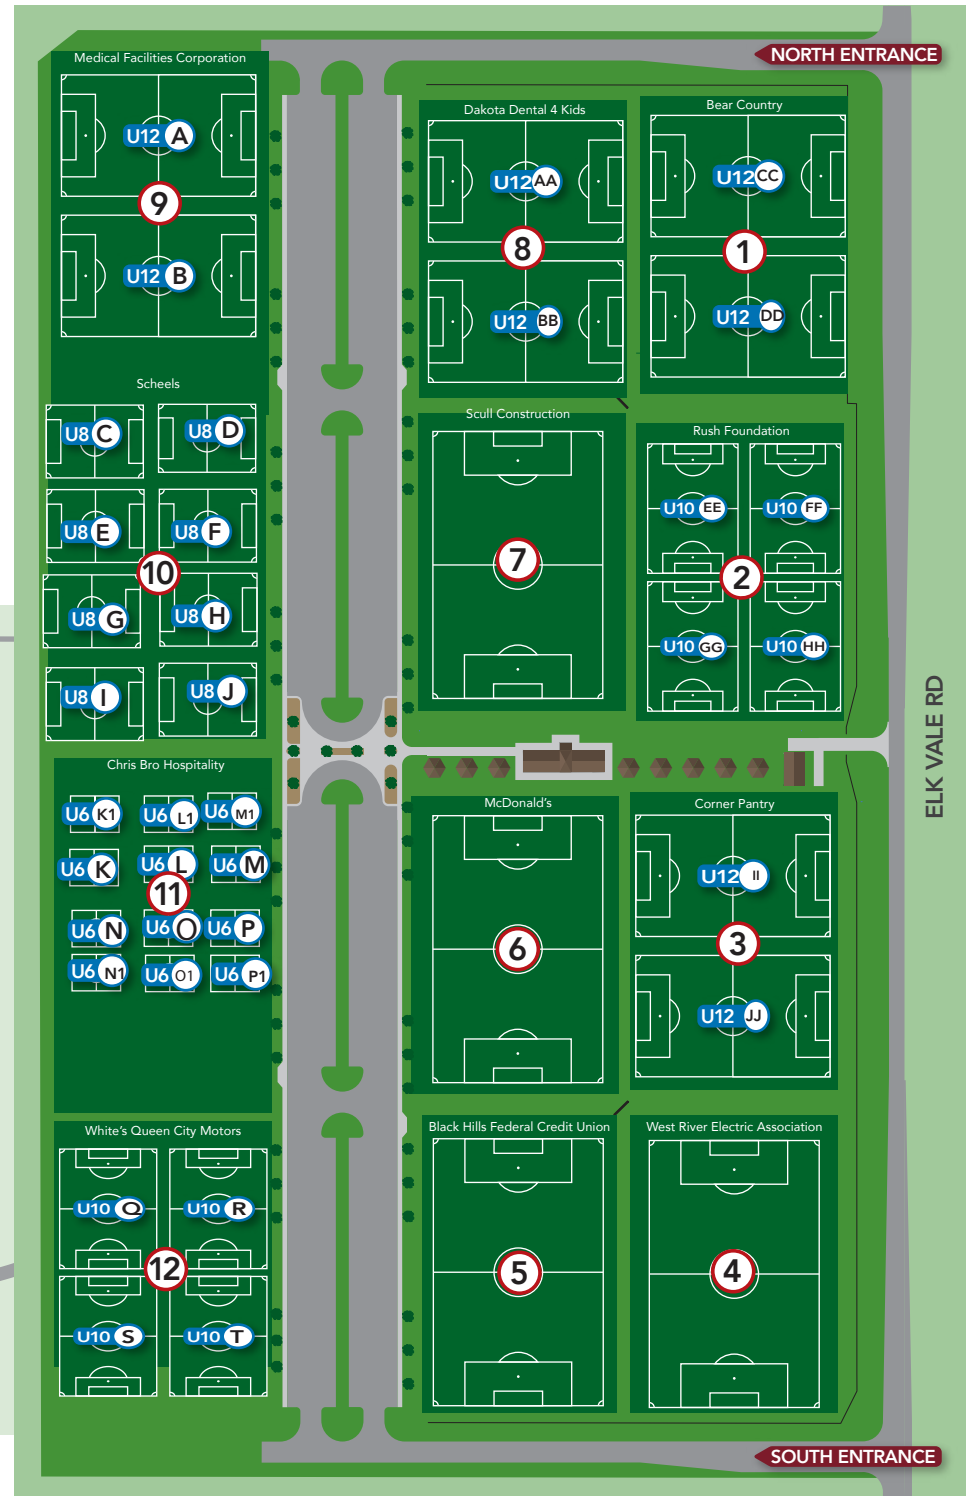 NORTH ENTRANCE
Medical Facilities Corporation
U12 A
9
U12 B
Dakota Dental 4 Kids
U12 AA
8
U12 BB
Bear Country
U12 CC
1
U12 DD
Scheels
U8 C
U8 D
U8 E
U8 F
10
U8 G
U8 H
U8 I
U8 J
Scull Construction
7
Rush Foundation
U10 EE
U10 FF
2
U10 GG
U10 HH
ELK VALE RD
Chris Bro Hospitality
U6 K1
U6 L1
U6 M1
U6 K
U6 L
U6 M
11
U6 N
U6 O
U6 P
U6 N1
U6 O1
U6 P1
McDonald's
6
Corner Pantry
U12 II
3
U12 JJ
White's Queen City Motors
U10 Q
U10 R
12
U10 S
U10 T
Black Hills Federal Credit Union
5
West River Electric Association
4
SOUTH ENTRANCE